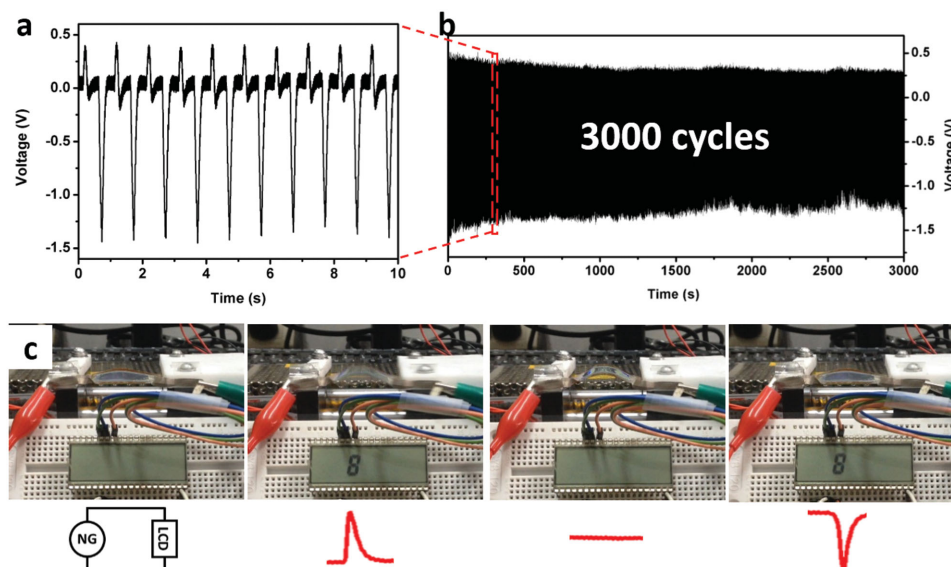 a
0.5
0.0
-0.5
-1.0
-1.5
Voltage (V)
0 2 4 6 8 10
Time (s)
b
3000 cycles
0.5
0.0
-0.5
-1.0
-1.5
Voltage (V)
0 500 1000 1500 2000 2500 3000
Time (s)
c
8
8
NG
LCD